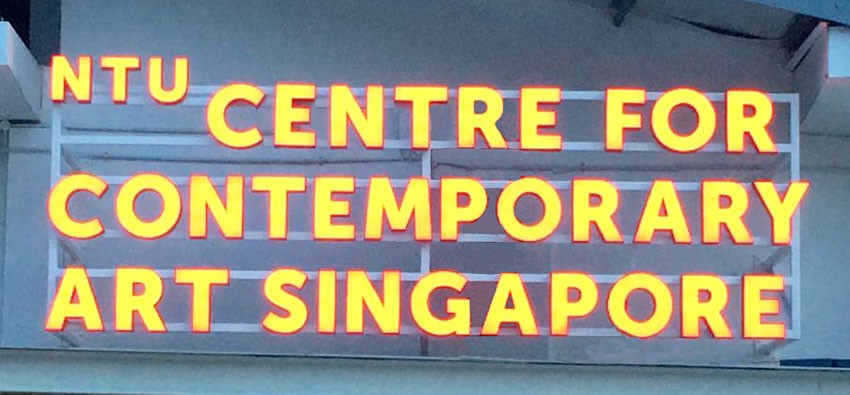 NTU CENTRE FOR
CONTEMPORARY
ART SINGAPORE